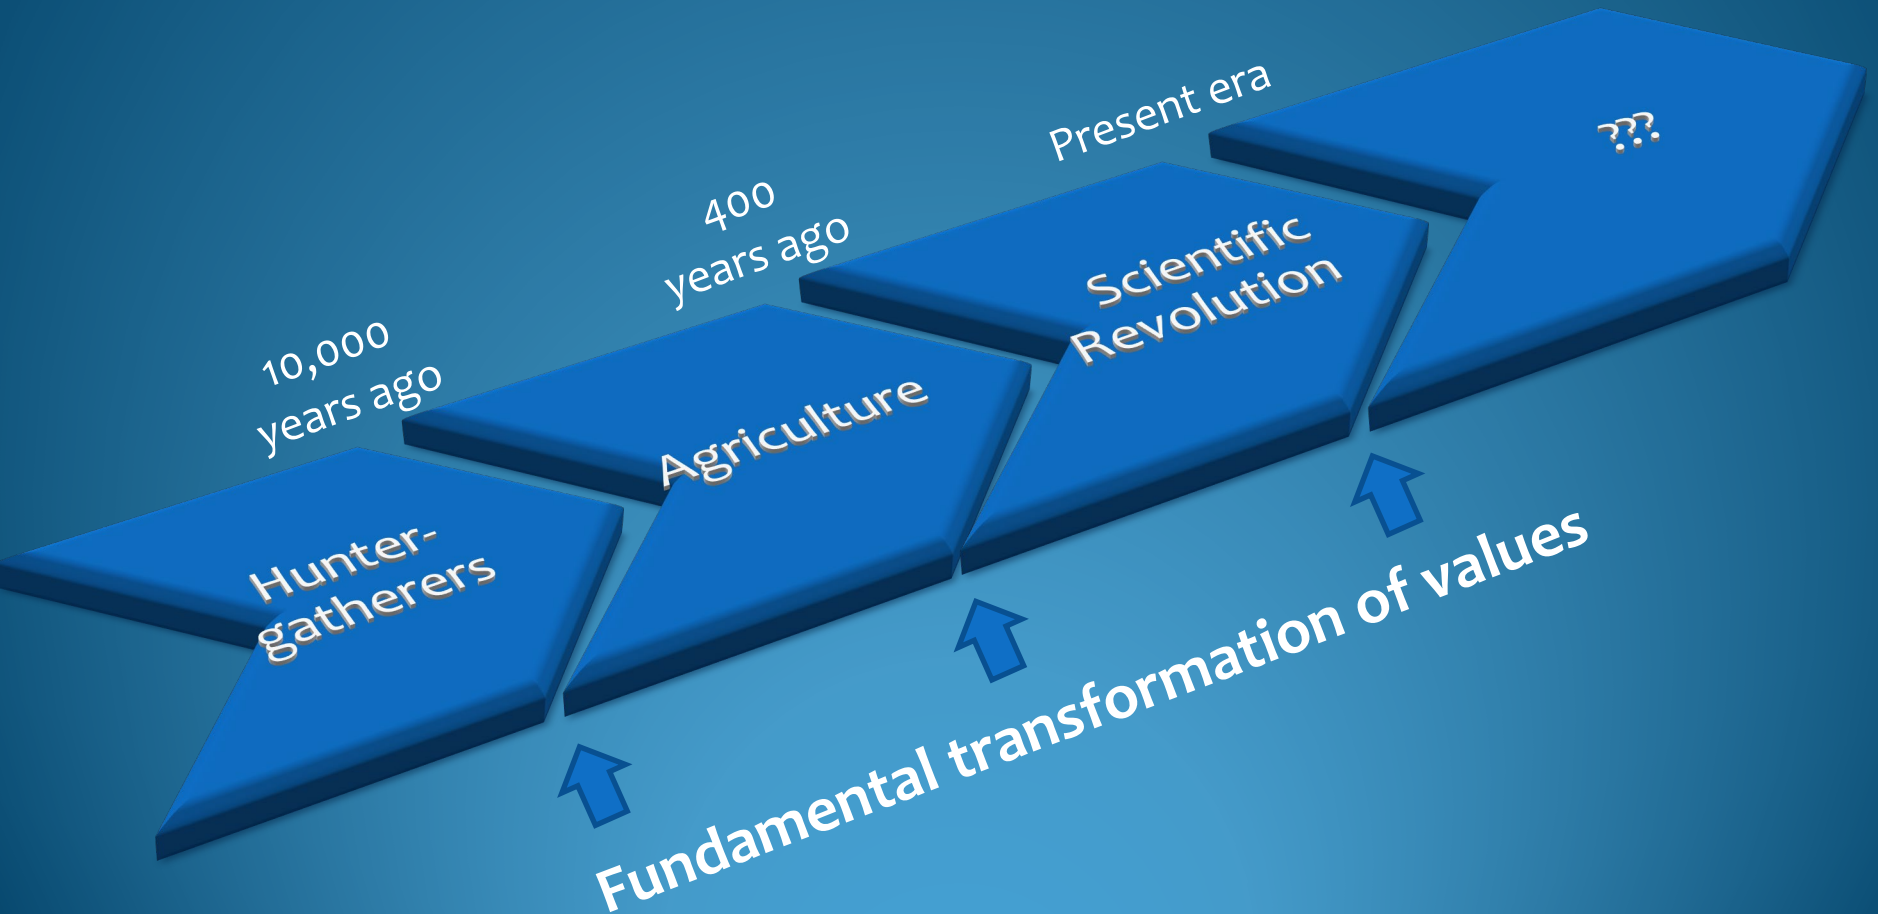 10,000
years ago
400
years ago
Present era
Hunter-
gatherers
Agriculture
Scientific
Revolution
???
Fundamental transformation of values